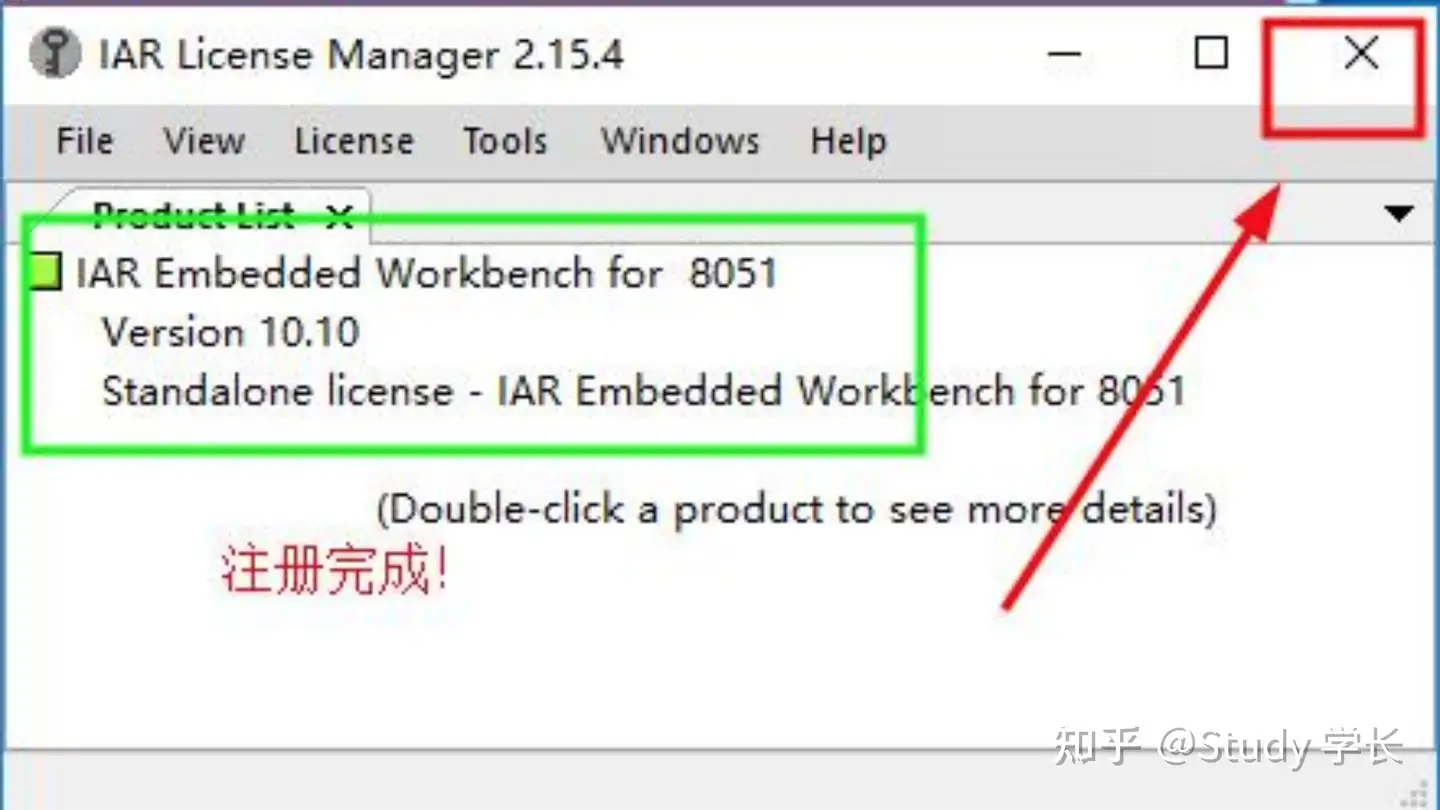 IAR License Manager 2.15.4
File View License Tools Windows Help
Product List
IAR Embedded Workbench for 8051
Version 10.10
Standalone license - IAR Embedded Workbench for 8051
(Double-click a product to see more details)
注册完成!
知乎 @Study 学长